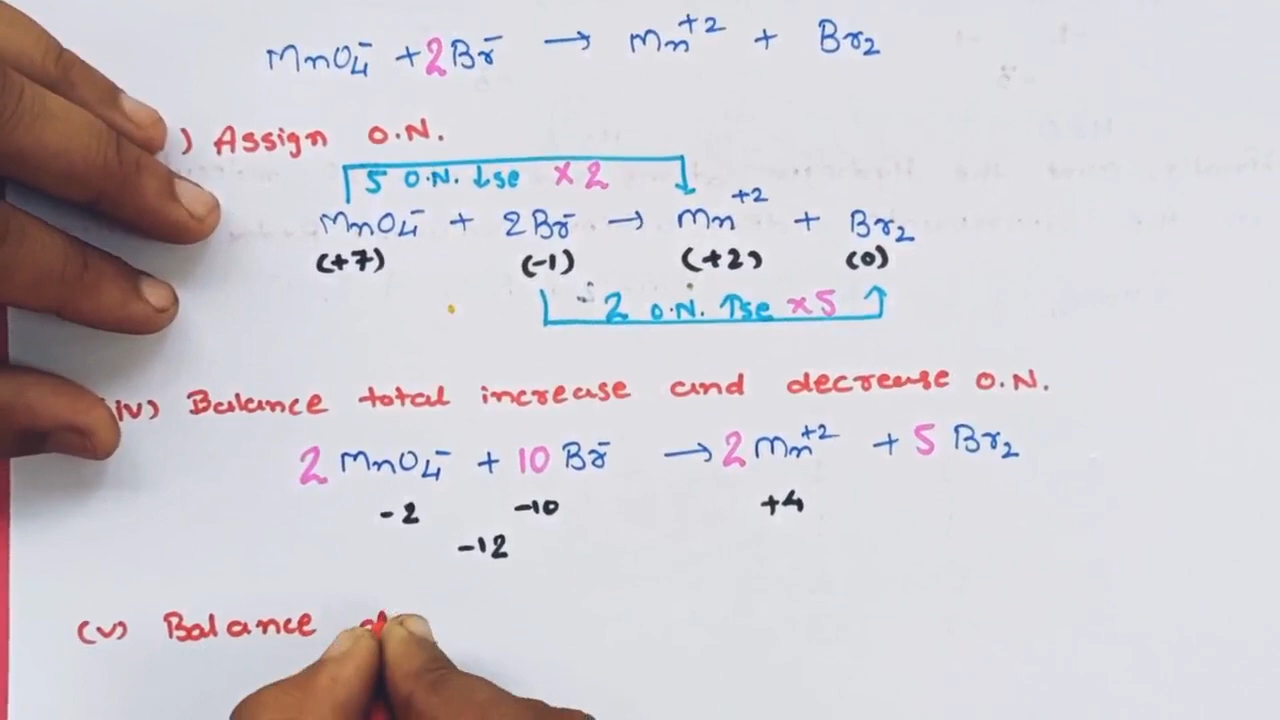 MnO₄⁻ + 2Br⁻ → Mn⁺² + Br₂
) Assign O.N.
5 O.N. ↓se × 2
MnO₄⁻ + 2Br⁻ → Mn⁺² + Br₂
(+7) (-1) (+2) (0)
2 O.N. ↑se ×5
iv) Balance total increase and decrease O.N.
2 MnO₄⁻ + 10 Br⁻ → 2 Mn⁺² + 5 Br₂
-2 -10 +4
-12
(v) Balance